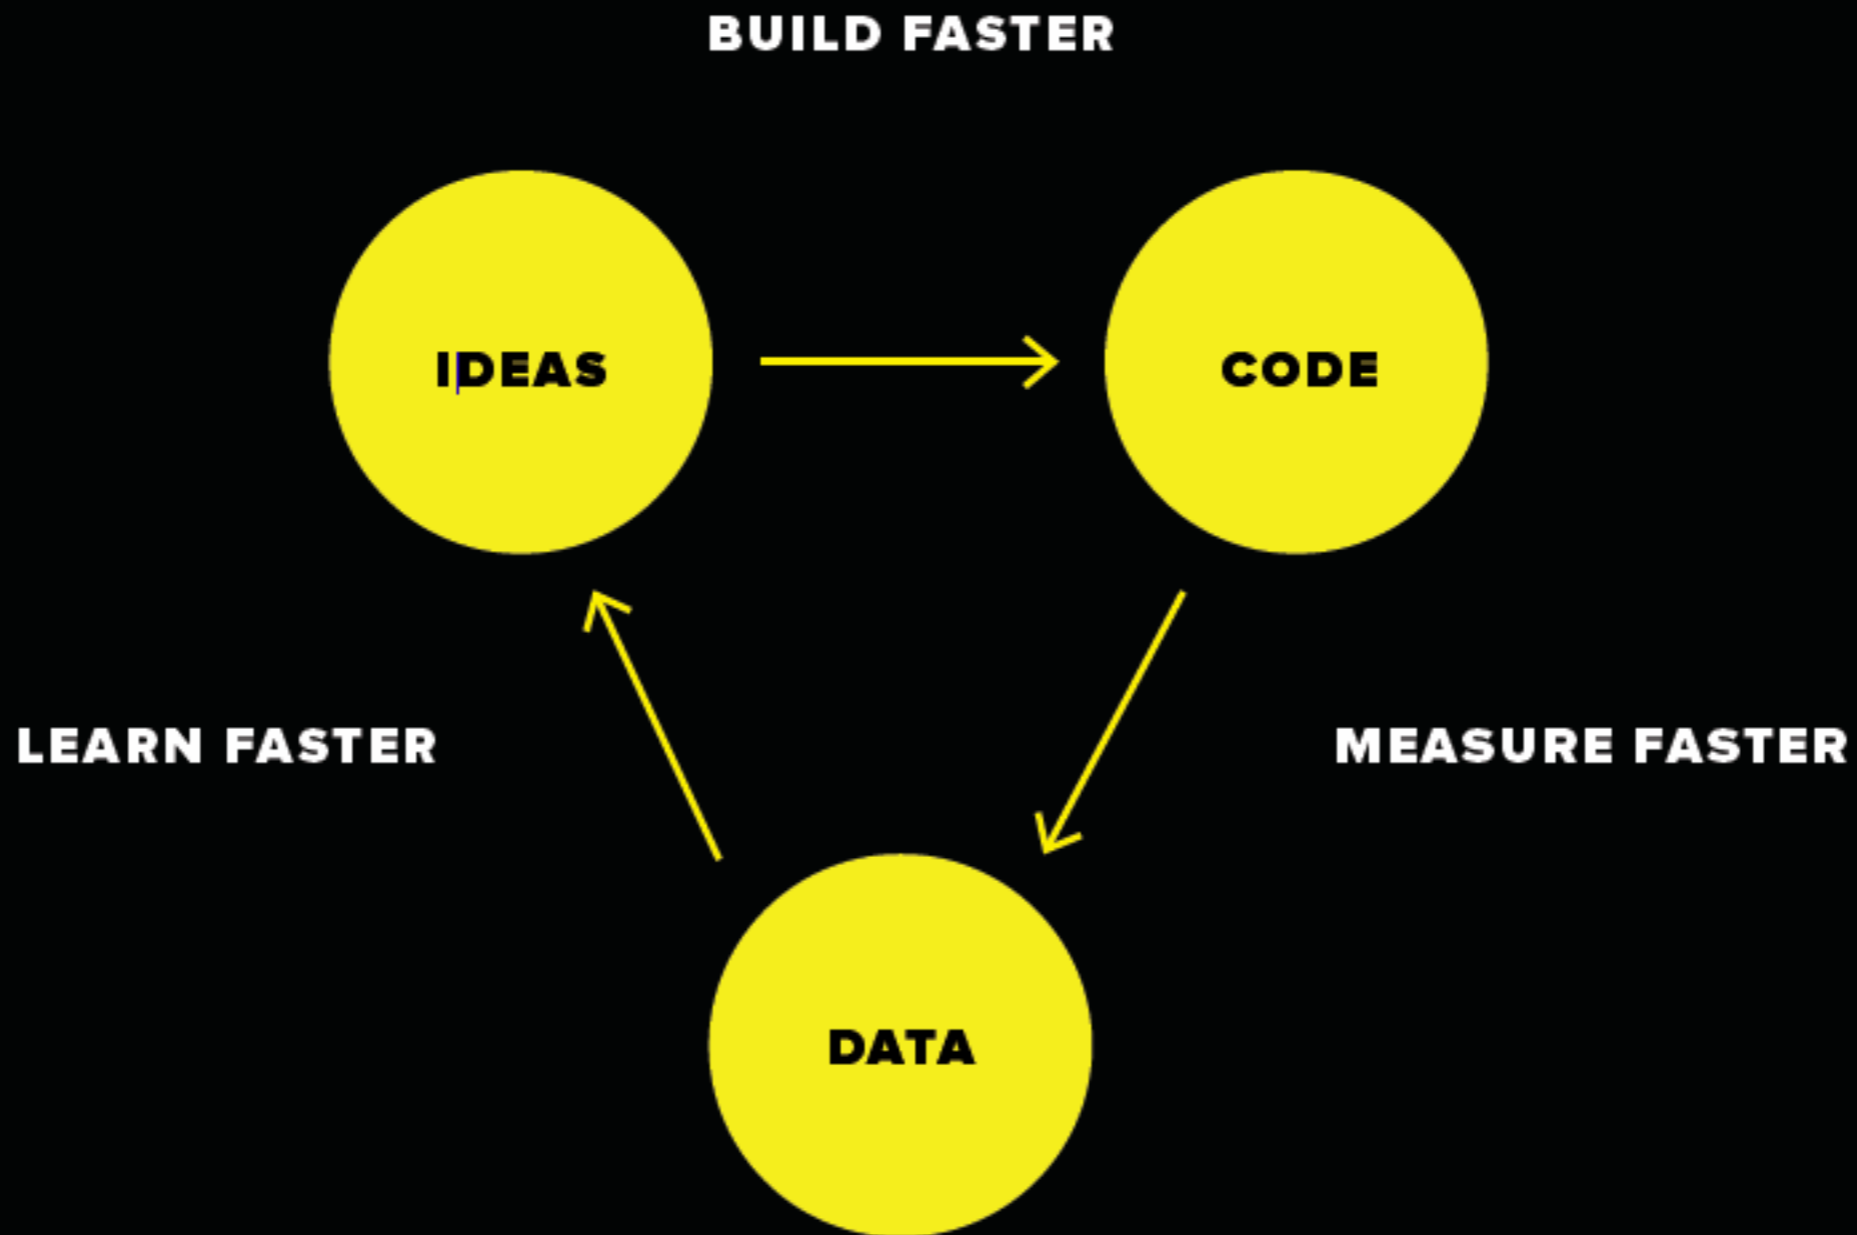 BUILD FASTER
IDEAS
CODE
LEARN FASTER
MEASURE FASTER
DATA